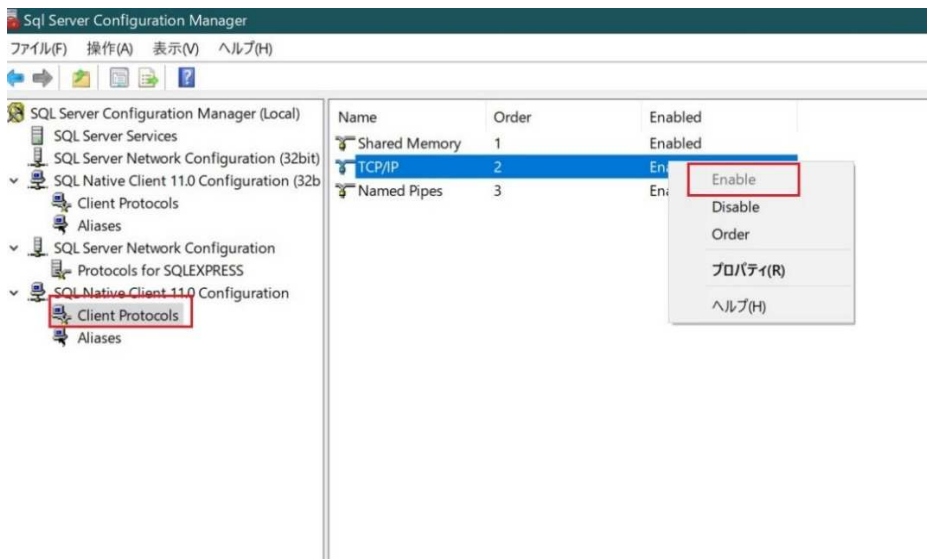 Sql Server Configuration Manager
ファイル(F) 操作(A) 表示(V) ヘルプ(H)
SQL Server Configuration Manager (Local)
SQL Server Services
SQL Server Network Configuration (32bit)
SQL Native Client 11.0 Configuration (32b
Client Protocols
Aliases
SQL Server Network Configuration
Protocols for SQLEXPRESS
SQL Native Client 11.0 Configuration
Client Protocols
Aliases
Name Order Enabled
Shared Memory 1 Enabled
TCP/IP 2 En
Named Pipes 3 Ena
Enable
Disable
Order
プロパティ(R)
ヘルプ(H)